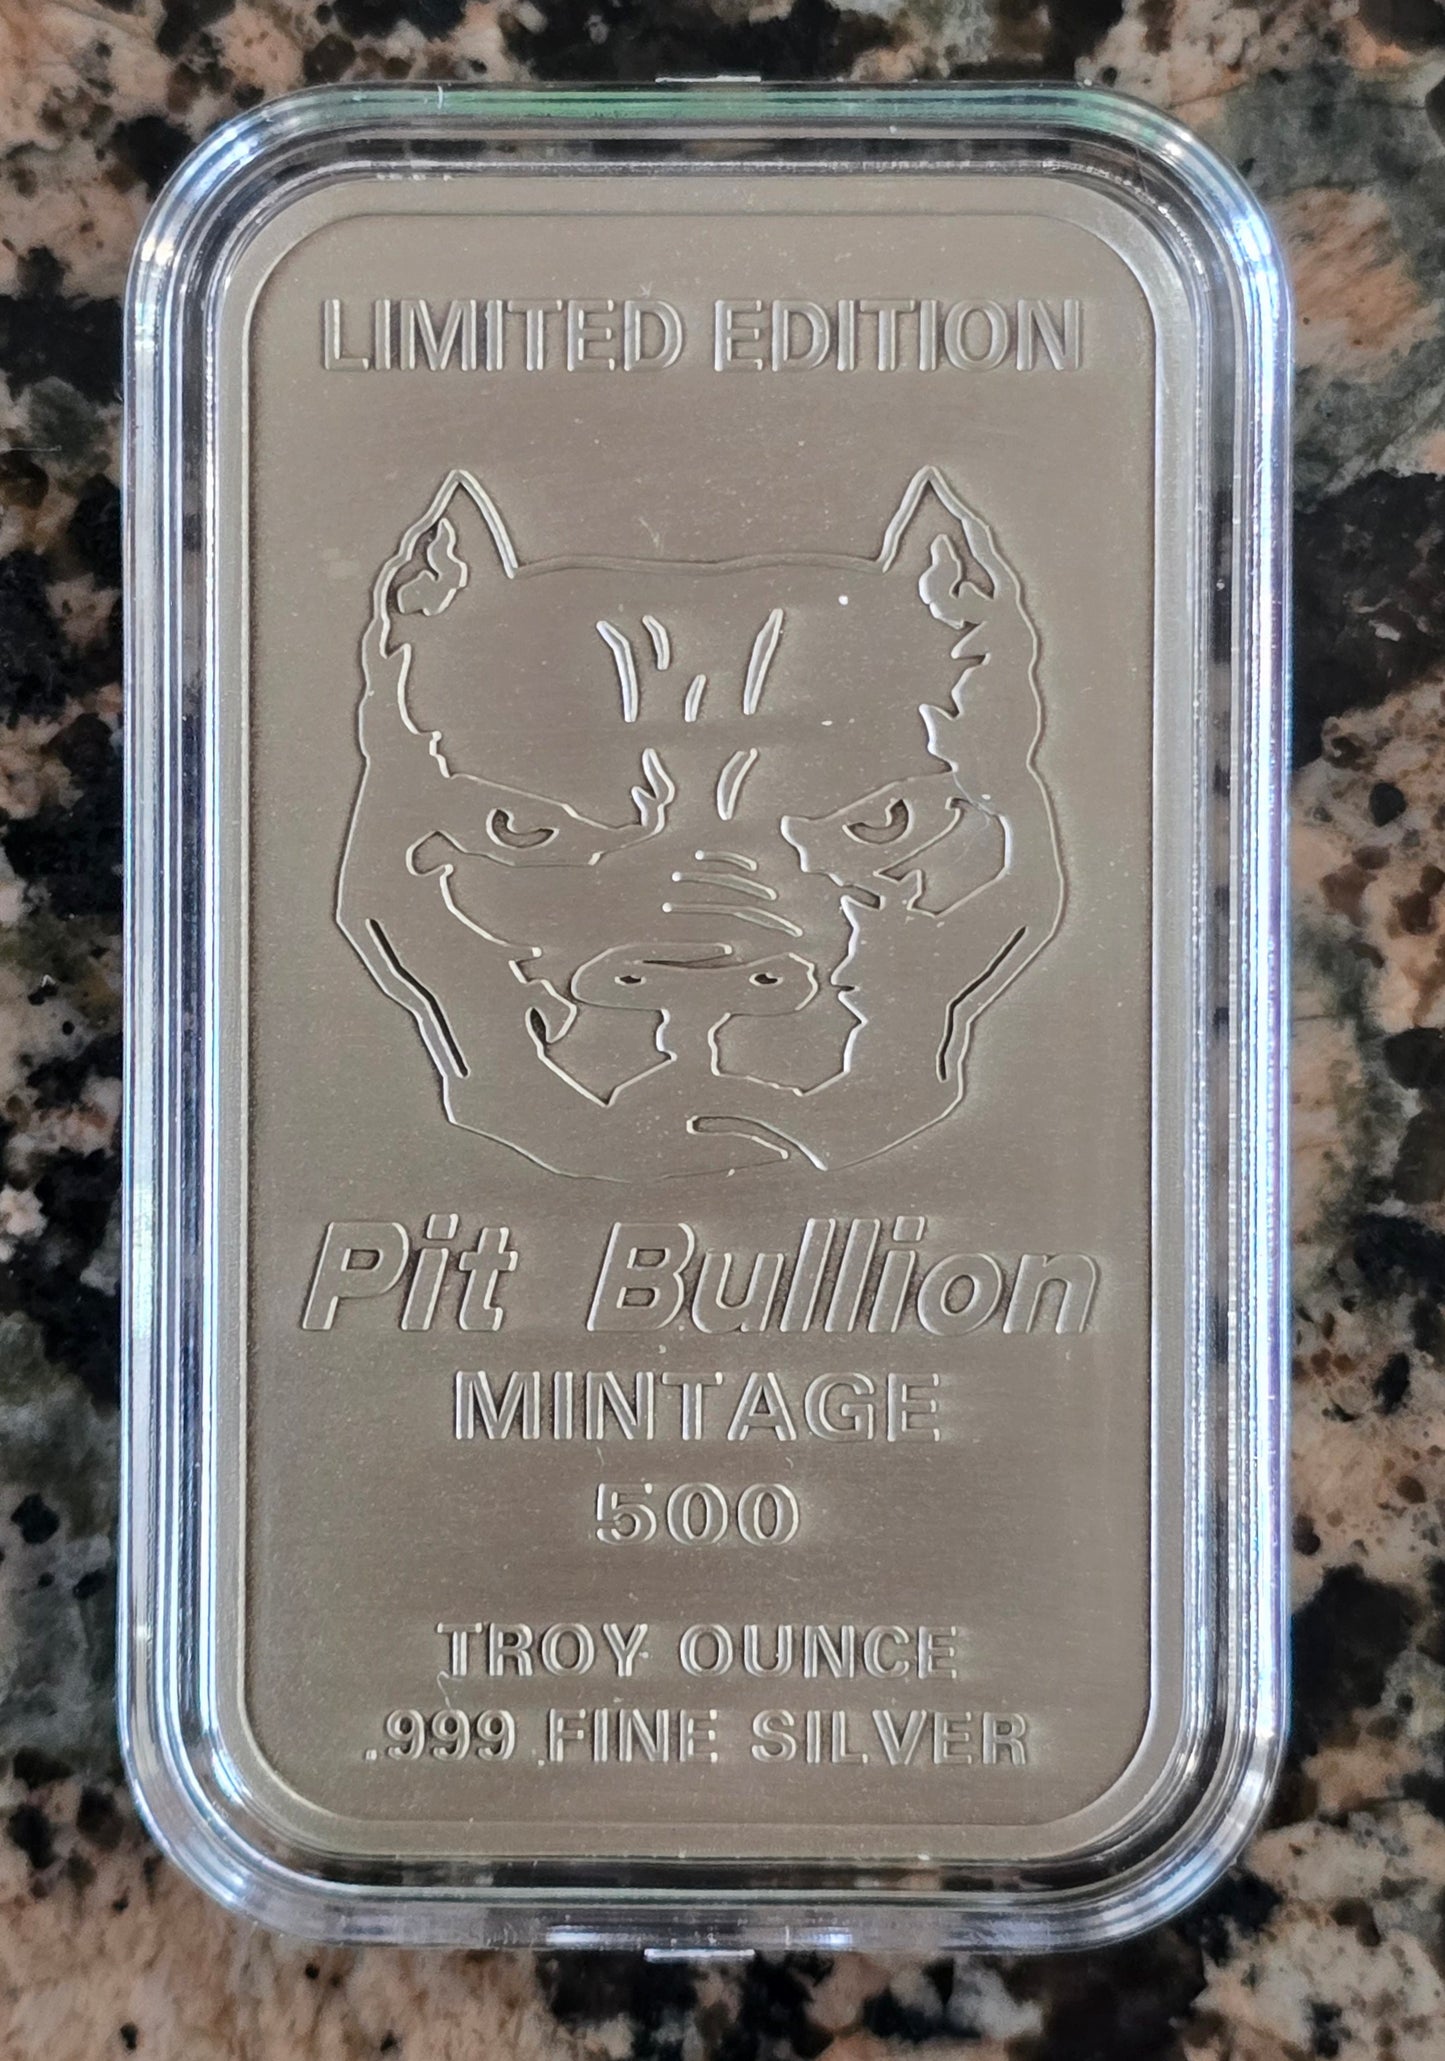 LIMITED EDITION
Pit Bullion
MINTAGE
500
TROY OUNCE
.999 FINE SILVER